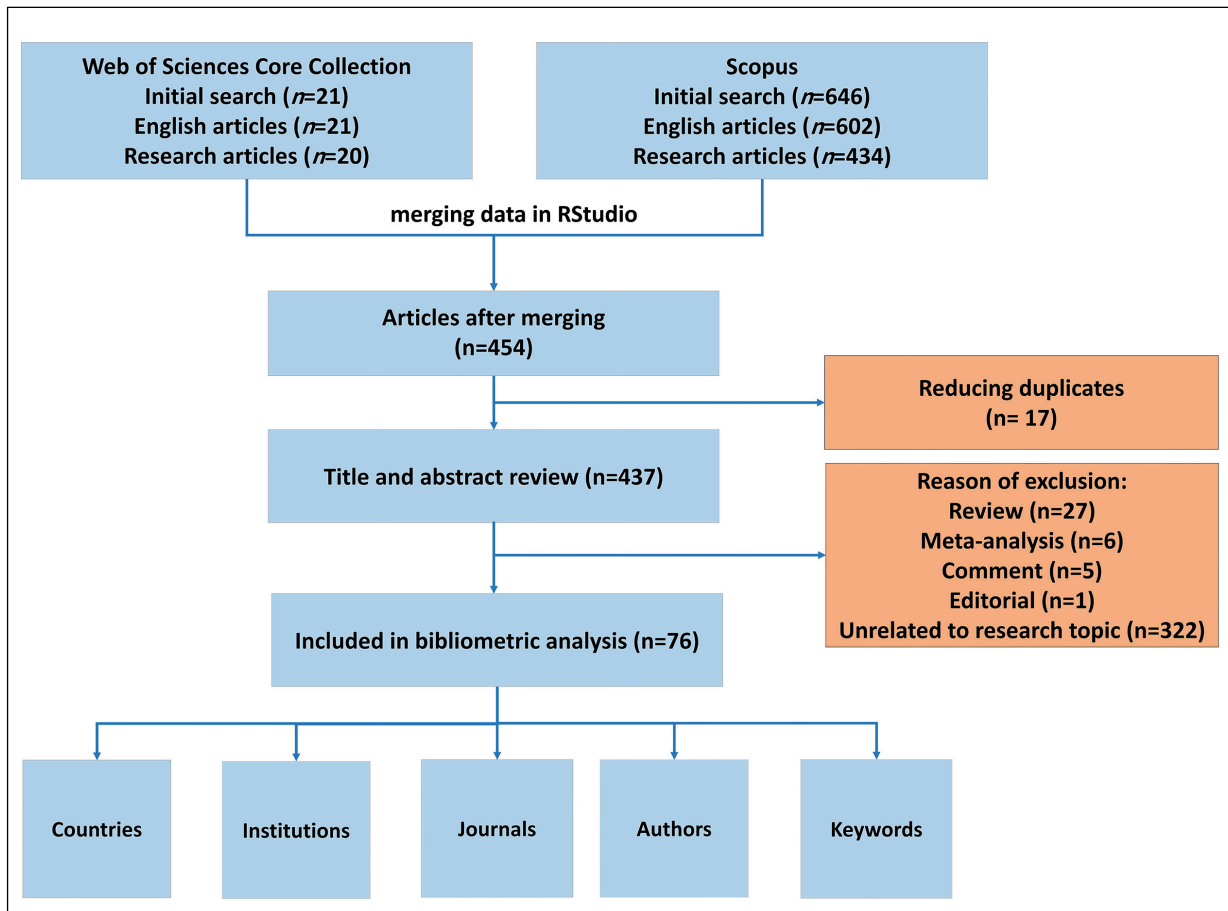 Web of Sciences Core Collection
Initial search (n=21)
English articles (n=21)
Research articles (n=20)
Scopus
Initial search (n=646)
English articles (n=602)
Research articles (n=434)
merging data in RStudio
Articles after merging
(n=454)
Reducing duplicates
(n= 17)
Title and abstract review (n=437)
Reason of exclusion:
Review (n=27)
Meta-analysis (n=6)
Comment (n=5)
Editorial (n=1)
Unrelated to research topic (n=322)
Included in bibliometric analysis (n=76)
Countries
Institutions
Journals
Authors
Keywords